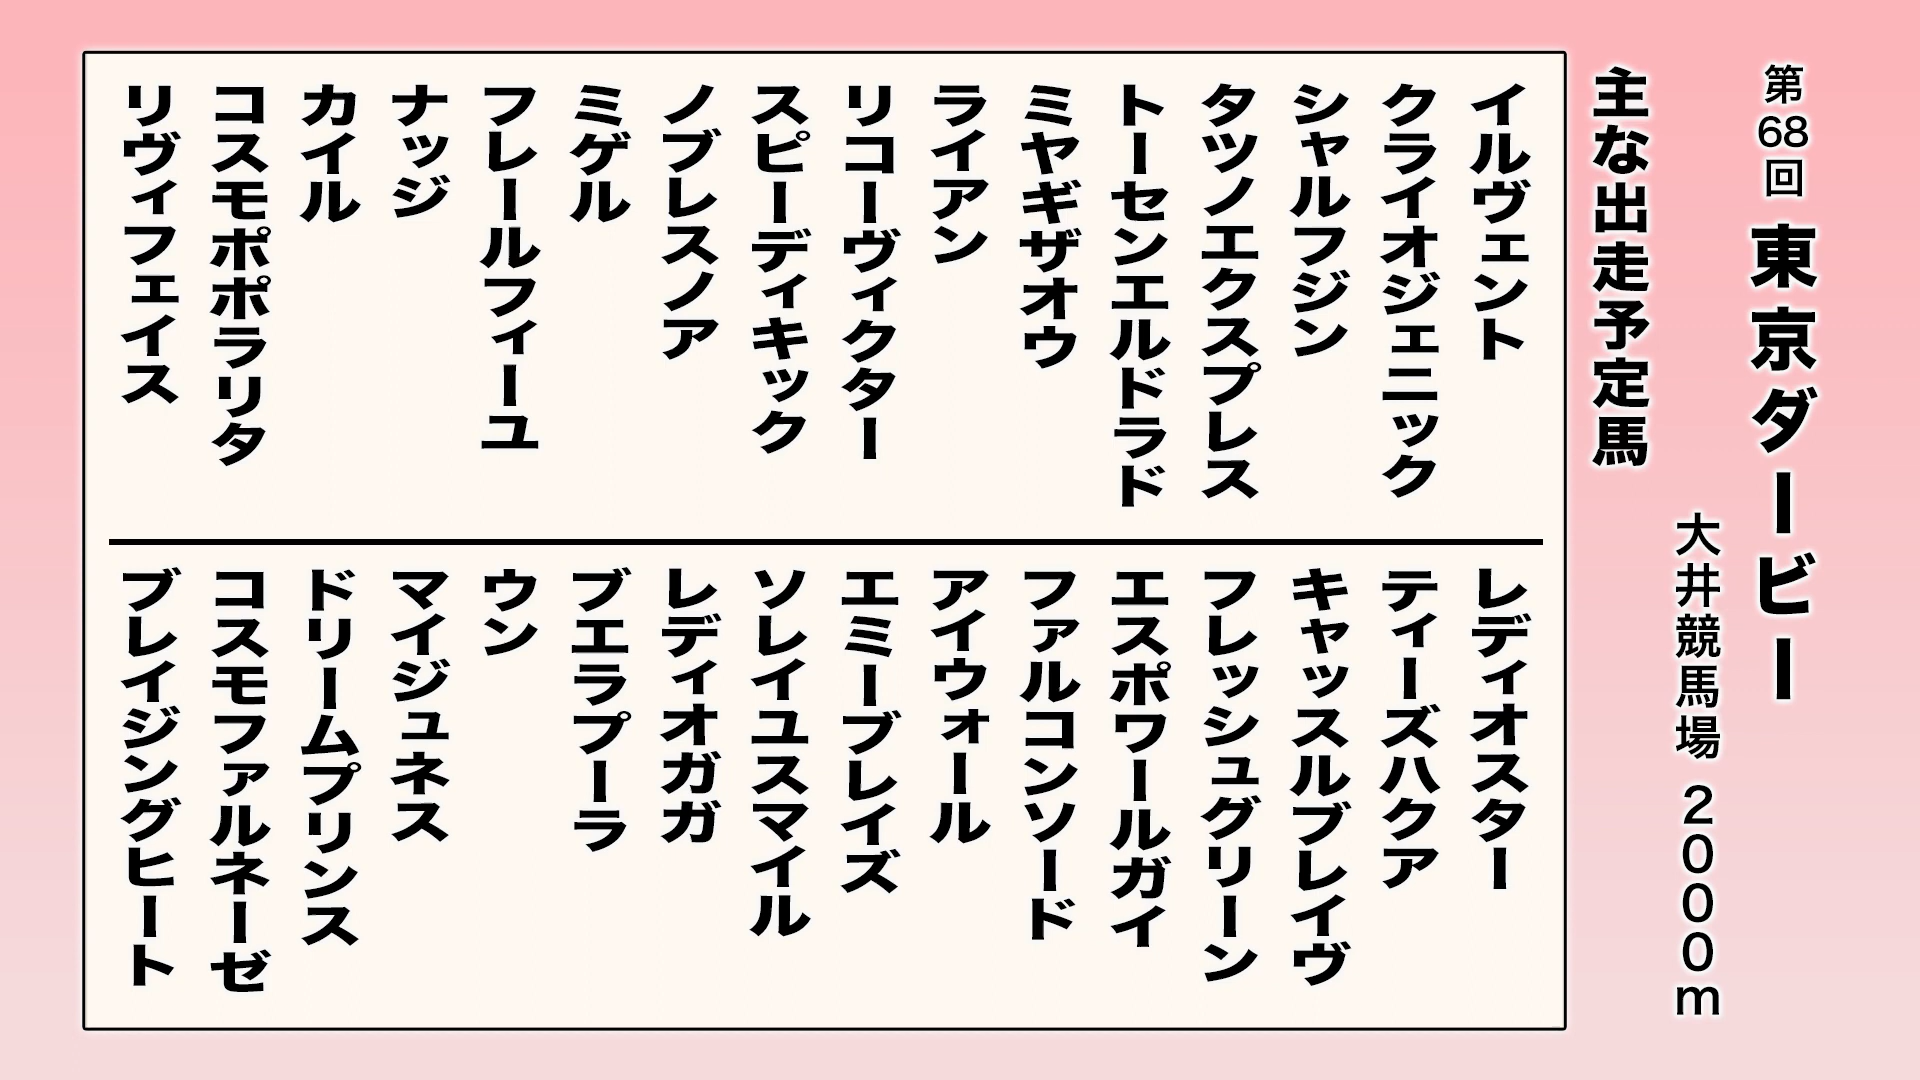 第68回 東京ダービー
大井競馬場 2000m
主な出走予定馬
イルヴェント
クライオジェニック
シャルフジン
タツノエクスプレス
トーセンエルドラド
ミヤギザオウ
ライアン
リコーヴィクター
スピーディキック
ノブレスノア
ミゲル
フレールフィーユ
ナッジ
カイル
コスモポポラリタ
リヴィフェイス
レディオスター
ティーズハクア
キャッスルブレイヴ
フレッシュグリーン
エスポワールガイ
ファルコンソード
アイウォール
エミーブレイズ
ソレイユスマイル
レディオガガ
ブエラプーラ
ウン
マイジュネス
ドリームプリンス
コスモファルネーゼ
ブレイジングヒート